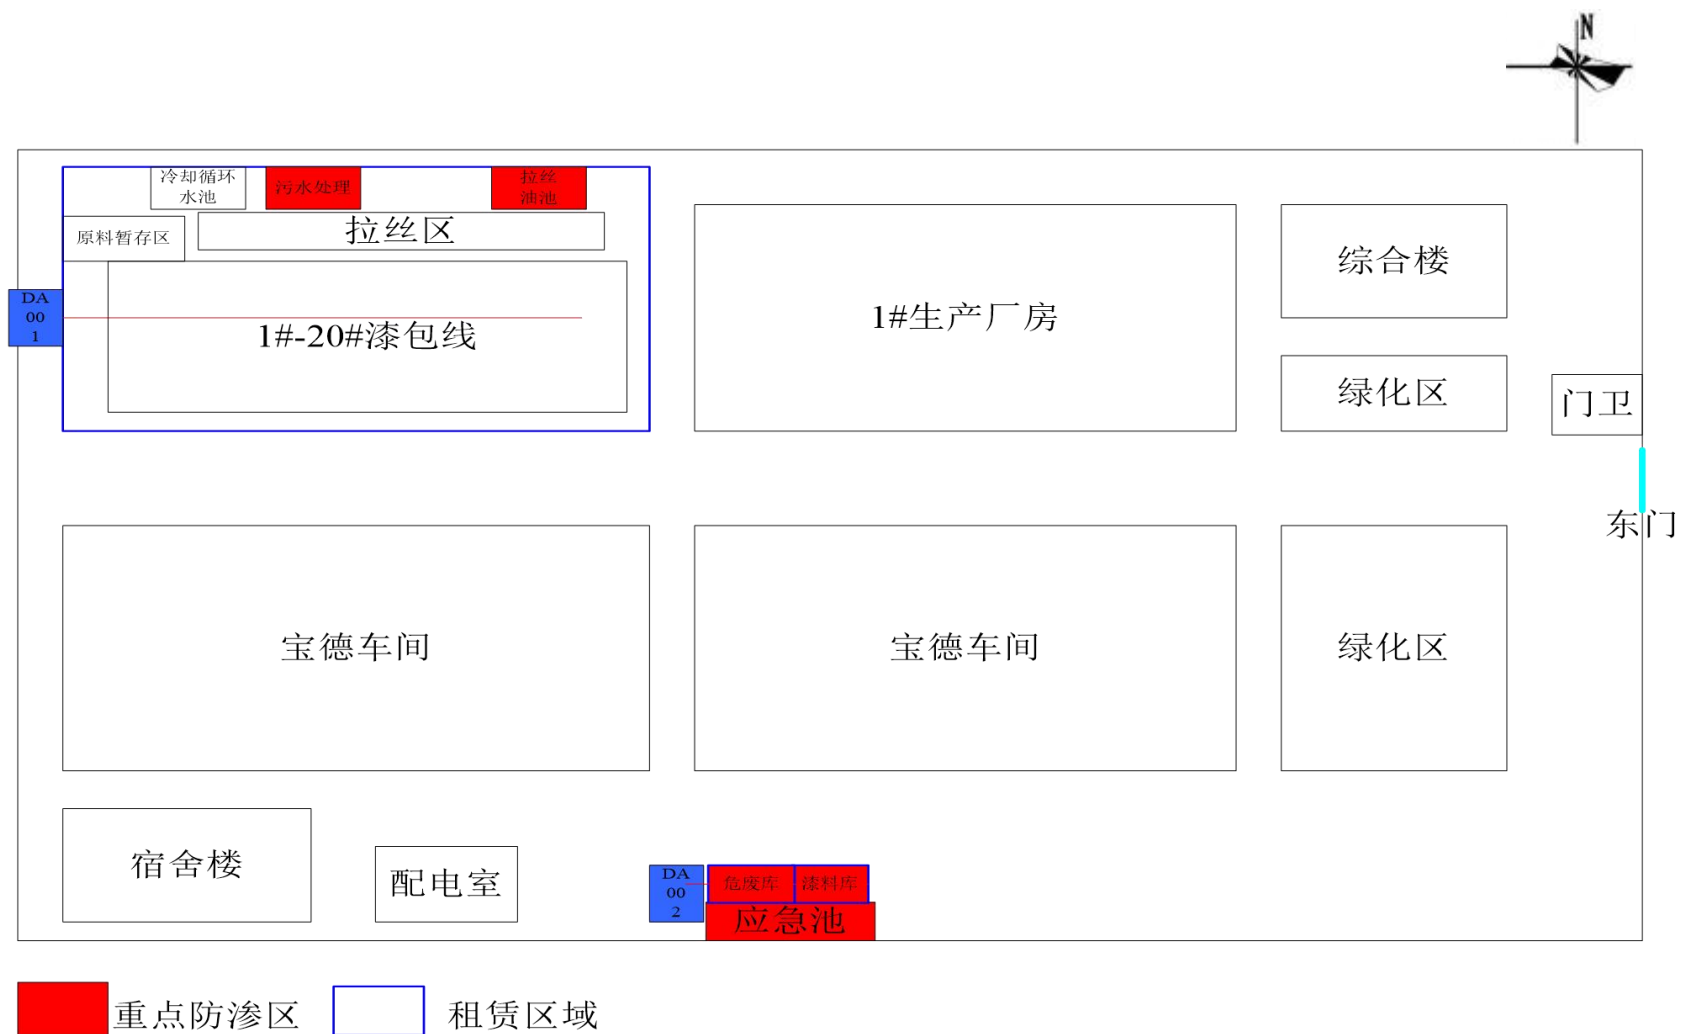 N
冷却循环
水池
污水处理
拉丝
油池
原料暂存区
拉丝区
DA
00
1
1#-20#漆包线
1#生产厂房
综合楼
绿化区
门卫
东门
宝德车间
宝德车间
绿化区
宿舍楼
配电室
DA
00
2
危废库
漆料库
应急池
重点防渗区
租赁区域